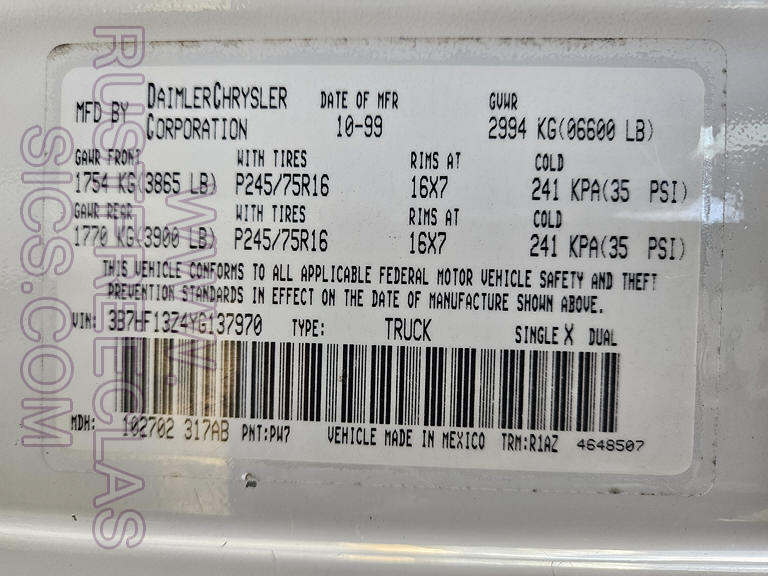 MFD BY DAIMLERCHRYSLER CORPORATION DATE OF MFR 10-99 GVWR 2994 KG(06600 LB)
GAWR FRONT WITH TIRES RIMS AT COLD
1754 KG(3865 LB) P245/75R16 16X7 241 KPA(35 PSI)
GAWR REAR WITH TIRES RIMS AT COLD
1770 KG(3900 LB) P245/75R16 16X7 241 KPA(35 PSI)
THIS VEHICLE CONFORMS TO ALL APPLICABLE FEDERAL MOTOR VEHICLE SAFETY AND THEFT
PREVENTION STANDARDS IN EFFECT ON THE DATE OF MANUFACTURE SHOWN ABOVE.
VIN: 3B7HF13Z4YG137970 TYPE: TRUCK SINGLE X DUAL
MDH: 102702 317AB PNT:PW7 VEHICLE MADE IN MEXICO TRM:R1AZ 4648507
WWW.
RUSTFREECLAS
SICS.COM